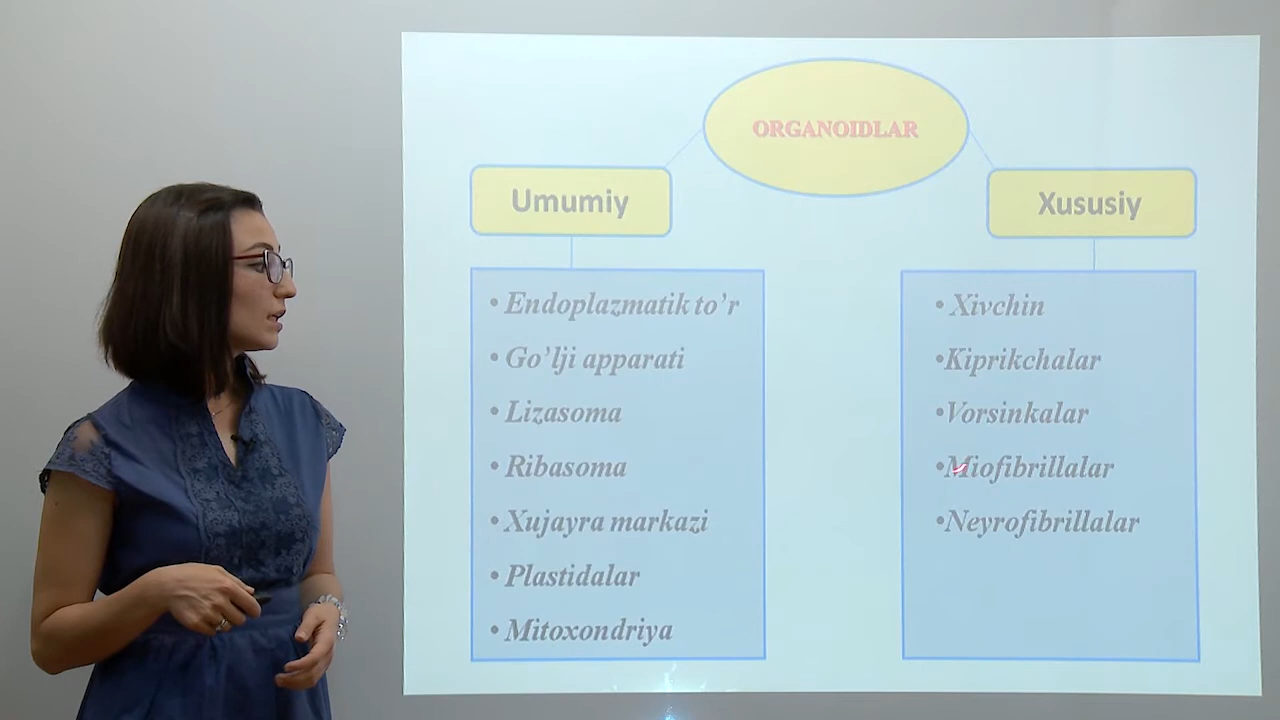 ORGANOIDLAR
Umumiy
Xususiy
• Endoplazmatik to’r
• Go’lji apparati
• Lizasoma
• Ribasoma
• Xujayra markazi
• Plastidalar
• Mitoxondriya
• Xivchin
•Kiprikchalar
•Vorsinkalar
•Miofibrillalar
•Neyrofibrillalar